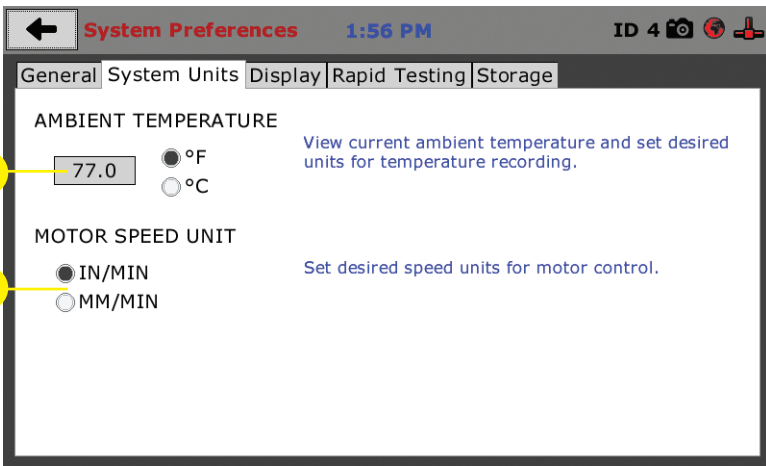 System Preferences 1:56 PM ID 4
General System Units Display Rapid Testing Storage
AMBIENT TEMPERATURE
77.0
°F
°C
View current ambient temperature and set desired
units for temperature recording.
MOTOR SPEED UNIT
IN/MIN
MM/MIN
Set desired speed units for motor control.